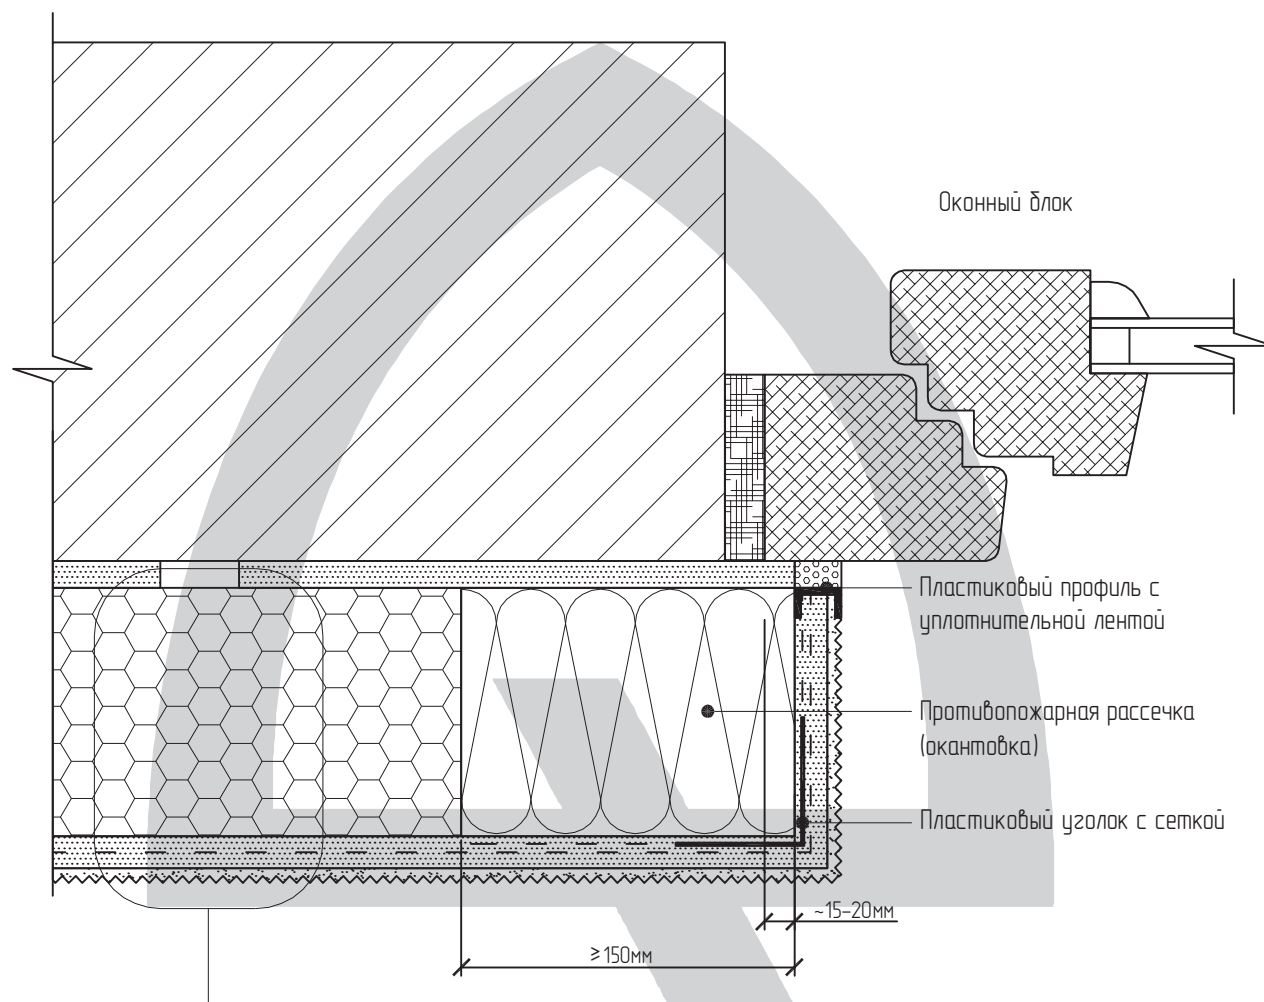 Оконный блок
Пластиковый профиль с
уплотнительной лентой
Противопожарная рассечка
(окантовка)
Пластиковый уголок с сеткой
~15-20мм
≥150мм